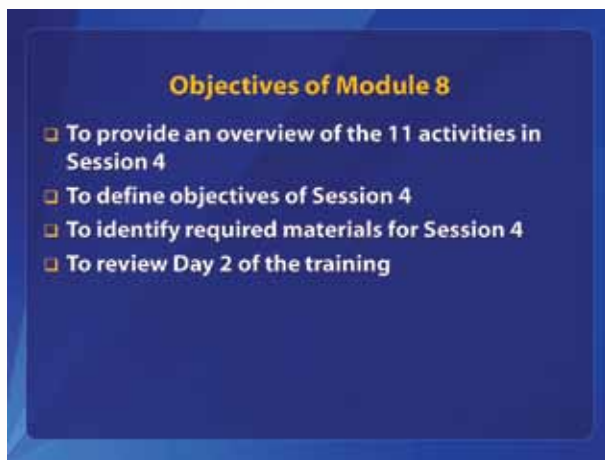 Objectives of Module 8
To provide an overview of the 11 activities in
Session 4
To define objectives of Session 4
To identify required materials for Session 4
To review Day 2 of the training